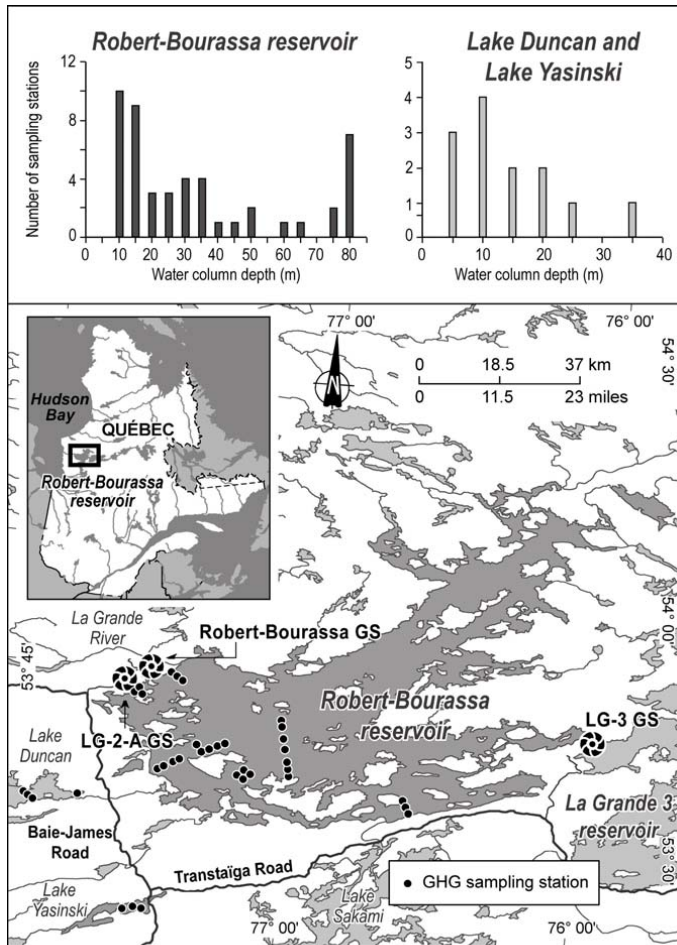 Robert-Bourassa reservoir
Number of sampling stations
12
8
4
0
0
10
20
30
40
50
60
70
80
Water column depth (m)
Lake Duncan and
Lake Yasinski
5
4
3
2
1
0
0
10
20
30
40
Water column depth (m)
77° 00'
76° 00'
54° 30'
0 18.5 37 km
0 11.5 23 miles
N
Hudson
Bay
QUÉBEC
Robert-Bourassa
reservoir
La Grande
River
54° 00'
53° 45'
Robert-Bourassa GS
Robert-Bourassa
reservoir
LG-3 GS
LG-2-A GS
Lake
Duncan
La Grande 3
reservoir
Baie-James
Road
53° 30'
Transtaïga Road
GHG sampling station
Lake
Yasinski
Lake
Sakami
77° 00'
76° 00'